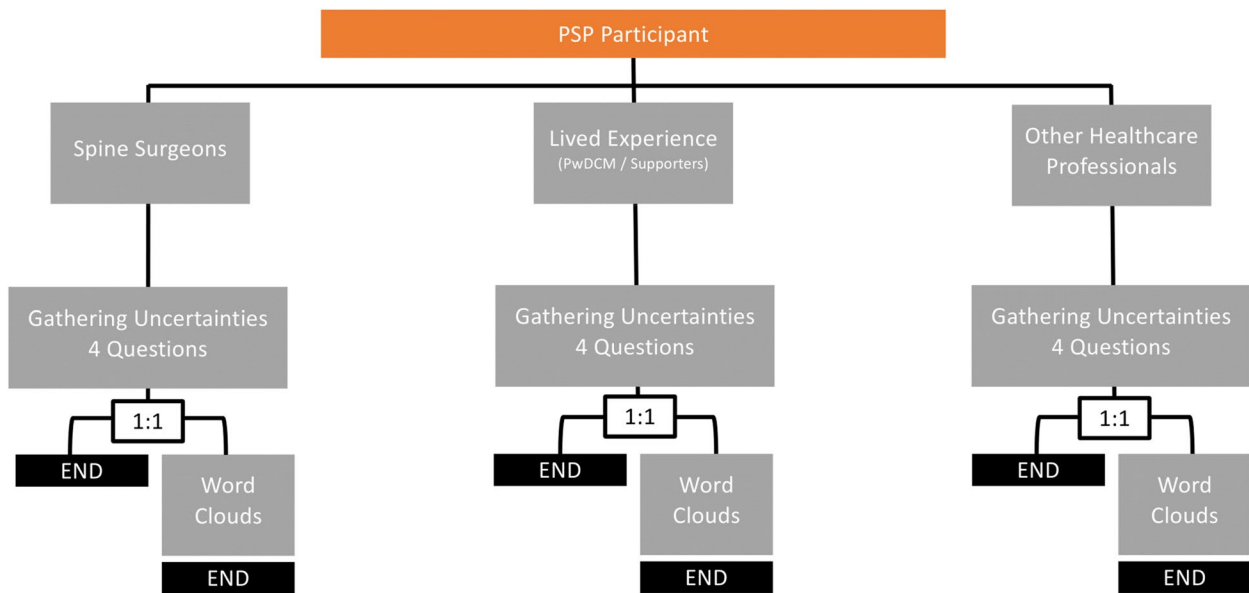 PSP Participant
Spine Surgeons
Lived Experience
(PwDCM / Supporters)
Other Healthcare
Professionals
Gathering Uncertainties
4 Questions
Gathering Uncertainties
4 Questions
Gathering Uncertainties
4 Questions
1:1
1:1
1:1
END
Word
Clouds
END
Word
Clouds
END
Word
Clouds
END
END
END